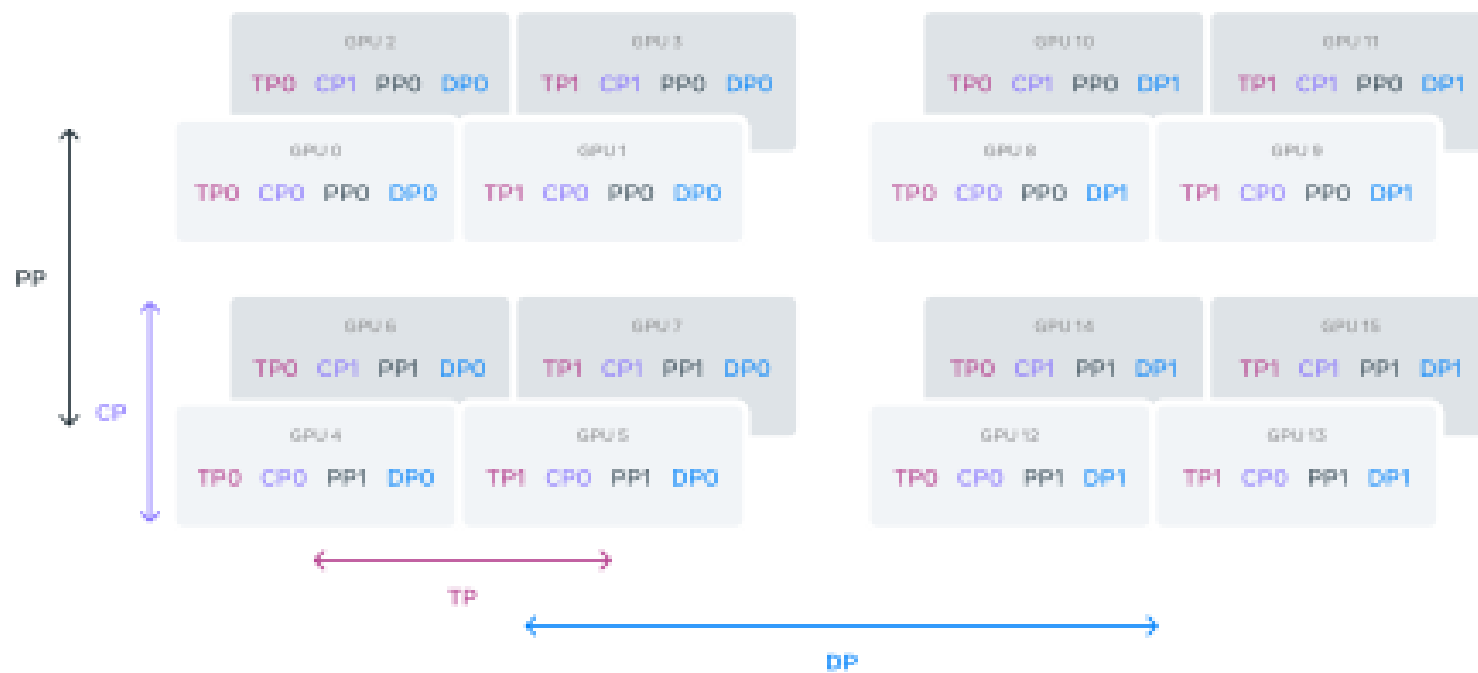 GPU 2 GPU 3 GPU 10 GPU 11
TP0 CP1 PP0 DP0 TP1 CP1 PP0 DP0 TP0 CP1 PP0 DP1 TP1 CP1 PP0 DP1
GPU 0 GPU 1 GPU 8 GPU 9
TP0 CP0 PP0 DP0 TP1 CP0 PP0 DP0 TP0 CP0 PP0 DP1 TP1 CP0 PP0 DP1
PP
GPU 6 GPU 7 GPU 14 GPU 15
TP0 CP1 PP1 DP0 TP1 CP1 PP1 DP0 TP0 CP1 PP1 DP1 TP1 CP1 PP1 DP1
CP
GPU 4 GPU 5 GPU 12 GPU 13
TP0 CP0 PP1 DP0 TP1 CP0 PP1 DP0 TP0 CP0 PP1 DP1 TP1 CP0 PP1 DP1
TP
DP